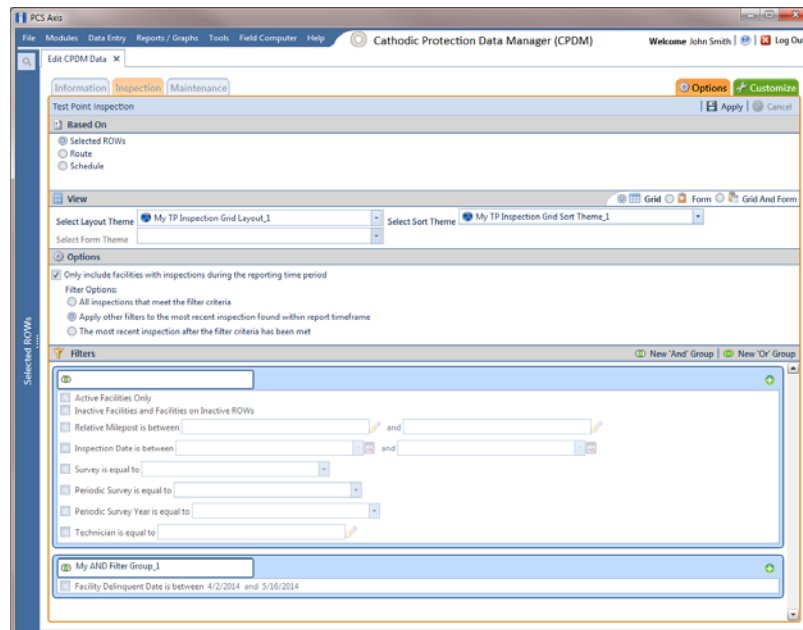 PCS Axis
File Modules Data Entry Reports / Graphs Tools Field Computer Help Cathodic Protection Data Manager (CPDM) Welcome John Smith | | Log Ou
Edit CPDM Data
Information Inspection Maintenance Options Customize
Test Point Inspection | Apply | Cancel
Based On
Selected ROWs
Route
Schedule
View Grid Form Grid And Form
Select Layout Theme My TP Inspection Grid Layout_1 Select Sort Theme My TP Inspection Grid Sort Theme_1
Select Form Theme
Options
Only include facilities with inspections during the reporting time period
Filter Options:
All inspections that meet the filter criteria
Apply other filters to the most recent inspection found within report timeframe
The most recent inspection after the filter criteria has been met
Selected ROWs
Filters New 'And' Group | New 'Or' Group
Active Facilities Only
Inactive Facilities and Facilities on Inactive ROWs
Relative Milepost is between and
Inspection Date is between and
Survey is equal to
Periodic Survey is equal to
Periodic Survey Year is equal to
Technician is equal to
My AND Filter Group_1
Facility Delinquent Date is between 4/2/2014 and 5/16/2014